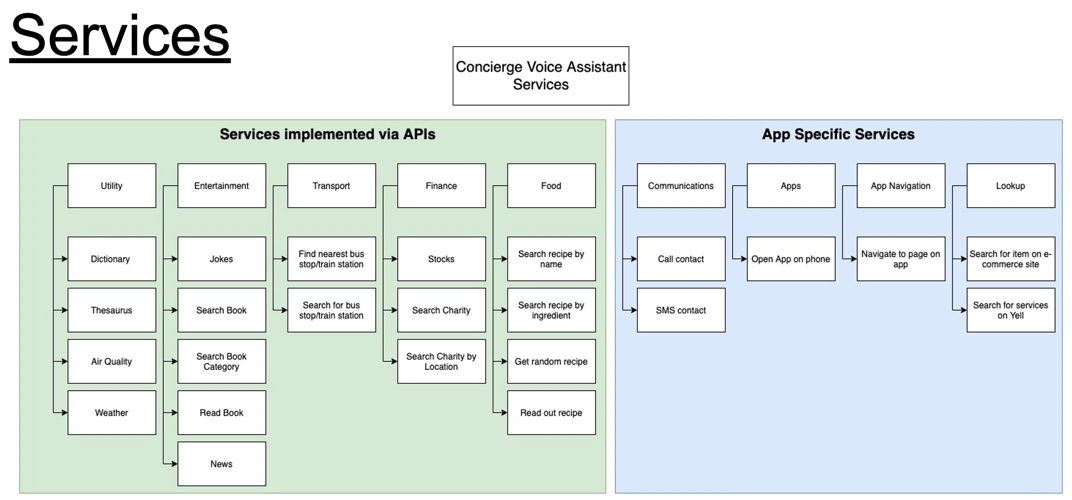 Services
Concierge Voice Assistant
Services
Services implemented via APIs
Utility
Entertainment
Transport
Finance
Food
Dictionary
Jokes
Find nearest bus
stop/train station
Stocks
Search recipe by
name
Thesaurus
Search Book
Search for bus
stop/train station
Search Charity
Search recipe by
ingredient
Air Quality
Search Book
Category
Search Charity by
Location
Get random recipe
Weather
Read Book
Read out recipe
News
App Specific Services
Communications
Apps
App Navigation
Lookup
Call contact
Open App on phone
Navigate to page on
app
Search for item on e-
commerce site
SMS contact
Search for services
on Yell